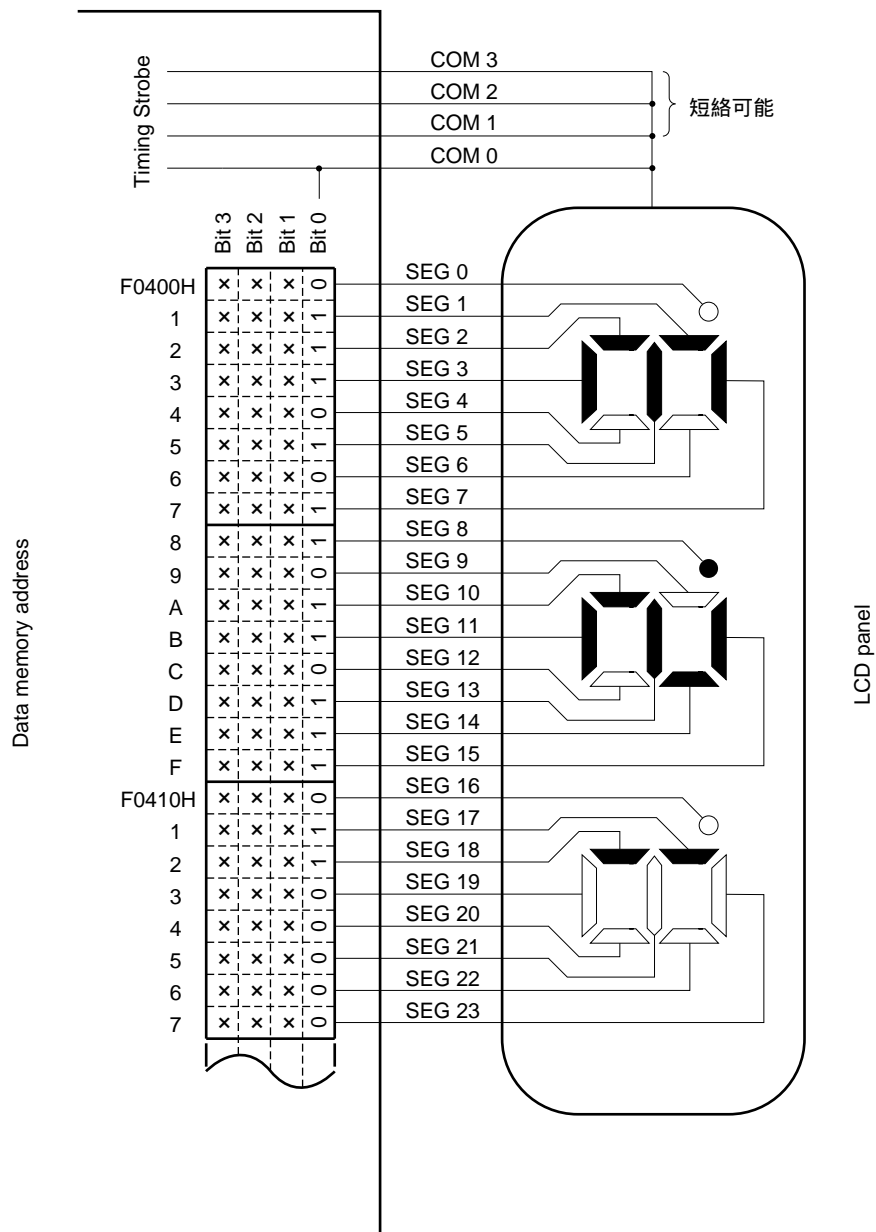 COM 3
COM 2
COM 1
COM 0
短絡可能
Timing Strobe
Bit 3
Bit 2
Bit 1
Bit 0
Data memory address
LCD panel
F0400H × × × 0 SEG 0
1 × × × 1 SEG 1
2 × × × 1 SEG 2
3 × × × 1 SEG 3
4 × × × 0 SEG 4
5 × × × 1 SEG 5
6 × × × 0 SEG 6
7 × × × 1 SEG 7
8 × × × 1 SEG 8
9 × × × 0 SEG 9
A × × × 1 SEG 10
B × × × 1 SEG 11
C × × × 0 SEG 12
D × × × 1 SEG 13
E × × × 1 SEG 14
F × × × 1 SEG 15
F0410H × × × 0 SEG 16
1 × × × 1 SEG 17
2 × × × 1 SEG 18
3 × × × 0 SEG 19
4 × × × 0 SEG 20
5 × × × 0 SEG 21
6 × × × 0 SEG 22
7 × × × 0 SEG 23